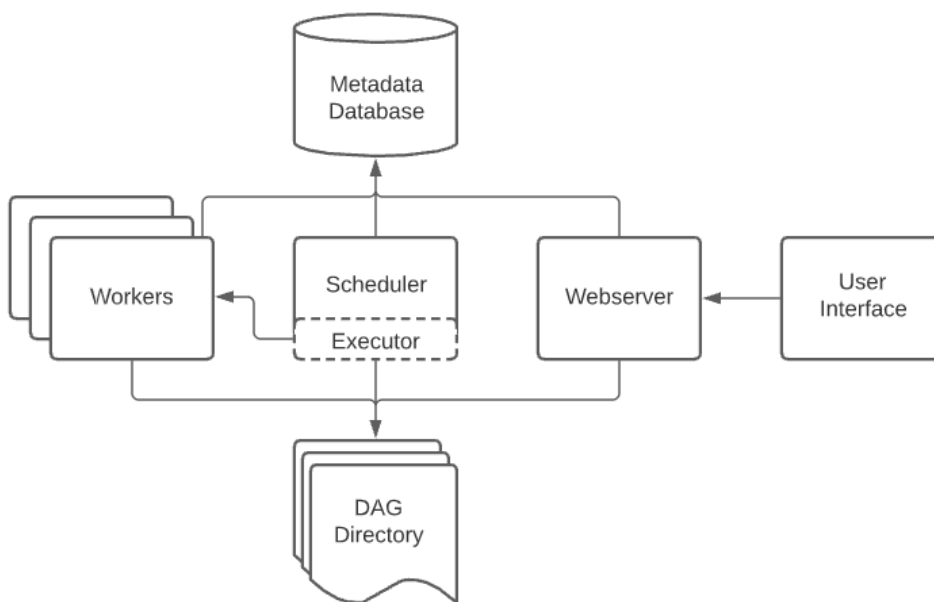 Metadata
Database
Workers
Scheduler
Executor
Webserver
User
Interface
DAG
Directory